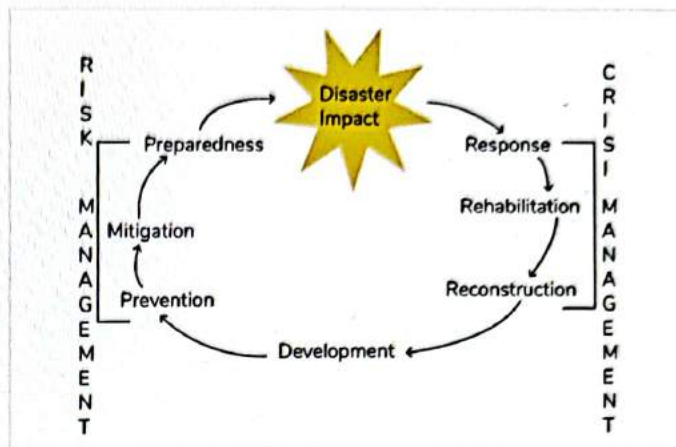 RISK MANAGEMENT
Disaster
Impact
CRISI MANAGEMENT
Preparedness
Response
Mitigation
Rehabilitation
Prevention
Reconstruction
Development